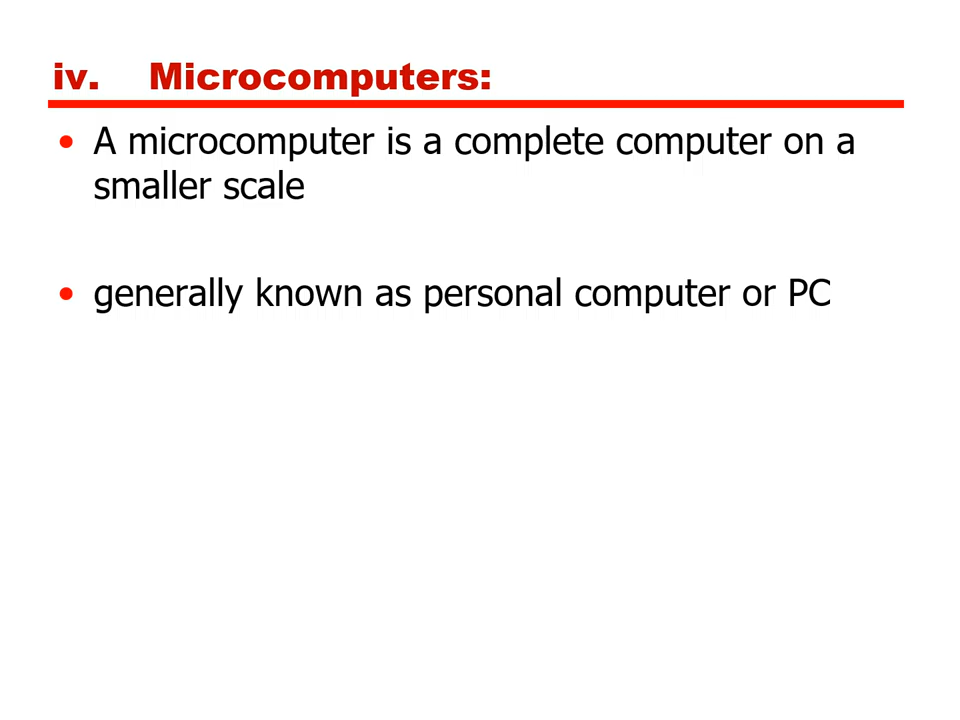 iv. Microcomputers:
• A microcomputer is a complete computer on a
smaller scale
• generally known as personal computer or PC